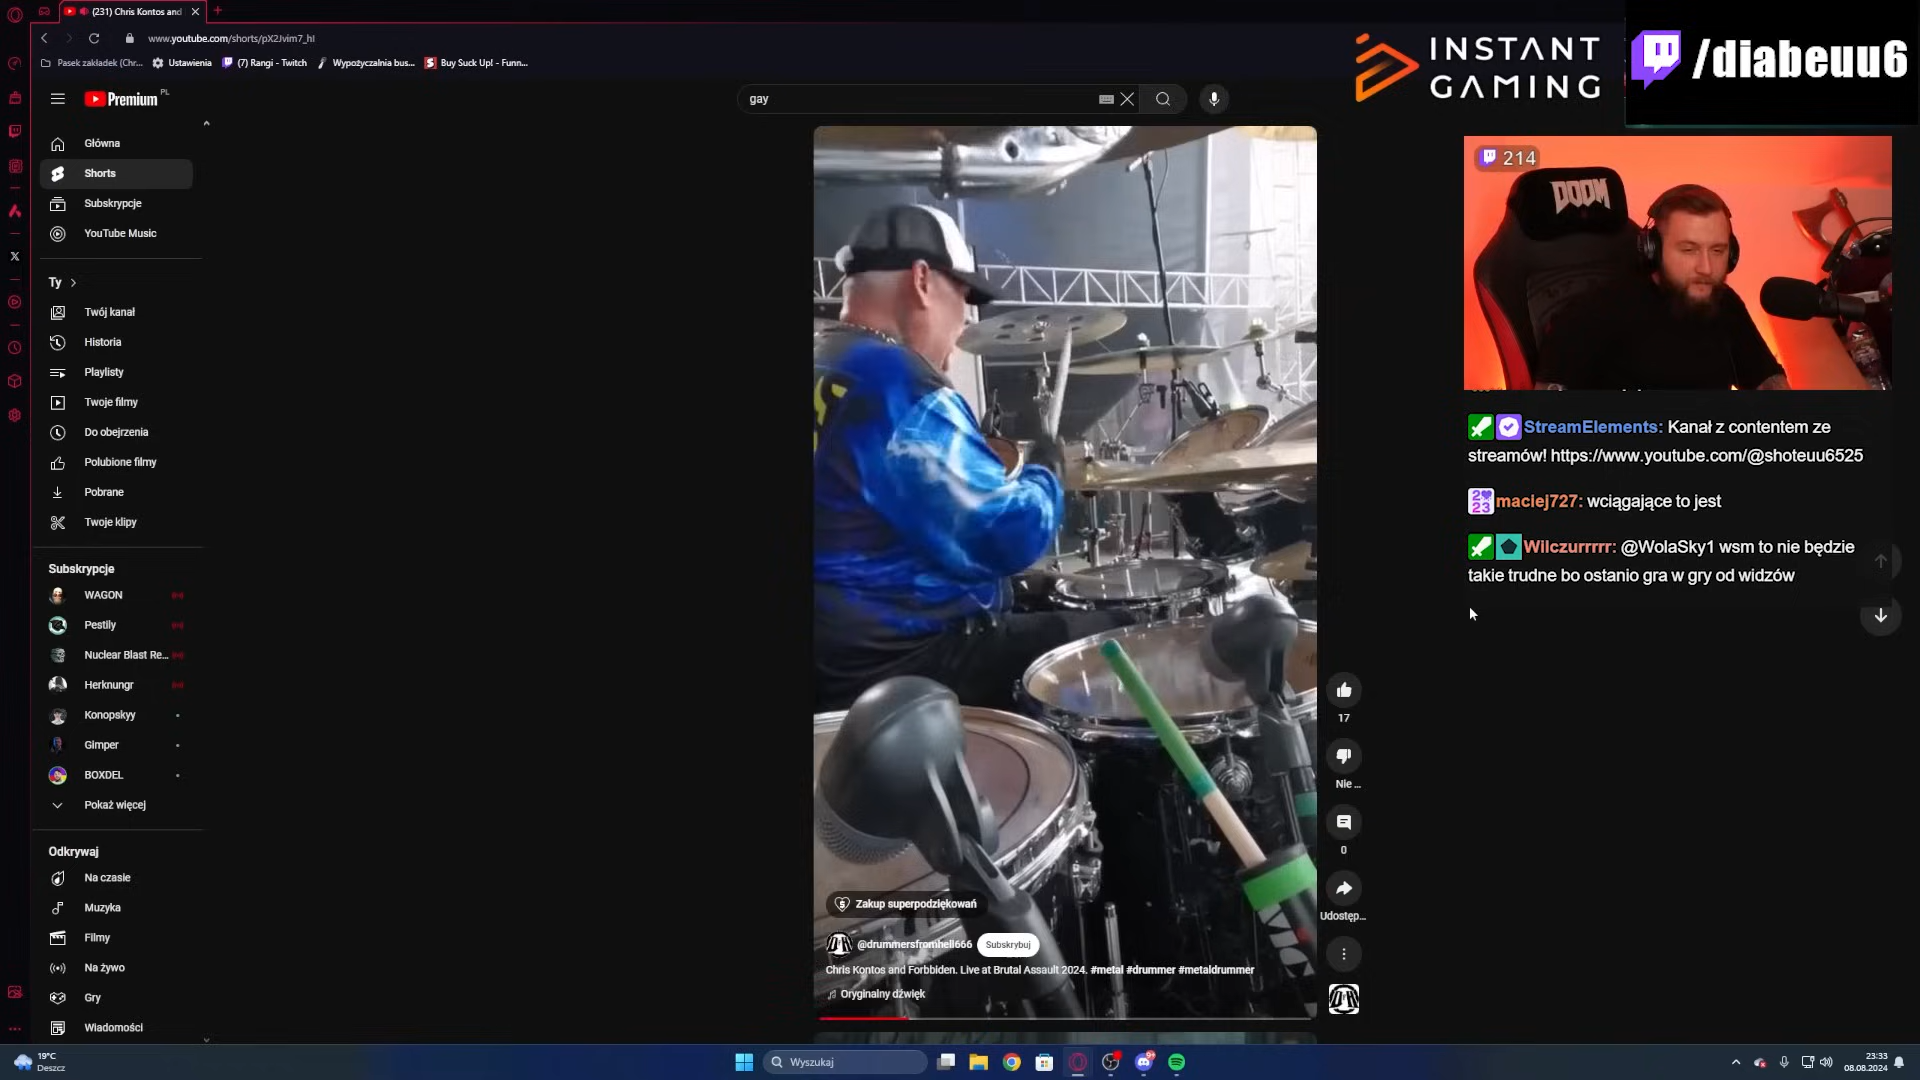 (231) Chris Kontos and
www.youtube.com/shorts/pX2Jvim7_hI
Pasek zakładek (Chr...
Ustawienia
(7) Rangi - Twitch
Wypożyczalnia bus...
Buy Suck Up! - Funn...
INSTANT
GAMING
/diabeuu6
Premium PL
gay
Główna
Shorts
Subskrypcje
YouTube Music
Ty
Twój kanał
Historia
Playlisty
Twoje filmy
Do obejrzenia
Polubione filmy
Pobrane
Twoje klipy
Subskrypcje
WAGON
Pestily
Nuclear Blast Re...
Herknungr
Konopskyy
Gimper
BOXDEL
Pokaż więcej
Odkrywaj
Na czasie
Muzyka
Filmy
Na żywo
Gry
Wiadomości
214
DOOM
StreamElements: Kanał z contentem ze
streamów! https://www.youtube.com/@shoteuu6525
maciej727: wciągające to jest
Wilczurrrrr: @WolaSky1 wsm to nie będzie
takie trudne bo ostanio gra w gry od widzów
17
Nie ...
0
Udostęp...
Zakup superpodziękowań
@drummersfromhell666
Subskrybuj
Chris Kontos and Forbbiden. Live at Brutal Assault 2024. #metal #drummer #metaldrummer
Oryginalny dźwięk
19°C
Deszcz
Wyszukaj
23:33
08.08.2024